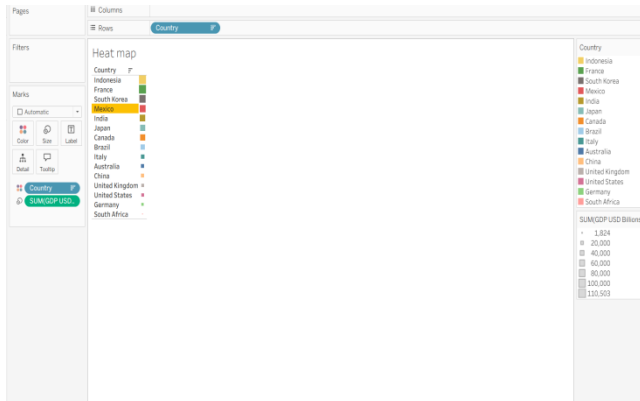 Pages
Columns
Rows
Country
Filters
Heat map
Country
Indonesia
France
South Korea
Mexico
India
Japan
Canada
Brazil
Italy
Australia
China
United Kingdom
United States
Germany
South Africa
Marks
Automatic
Color
Size
Label
Detail
Tooltip
Country
SUM(GDP USD..
Country
Indonesia
France
South Korea
Mexico
India
Japan
Canada
Brazil
Italy
Australia
China
United Kingdom
United States
Germany
South Africa
SUM(GDP USD Billions
1,824
20,000
40,000
60,000
80,000
100,000
110,503